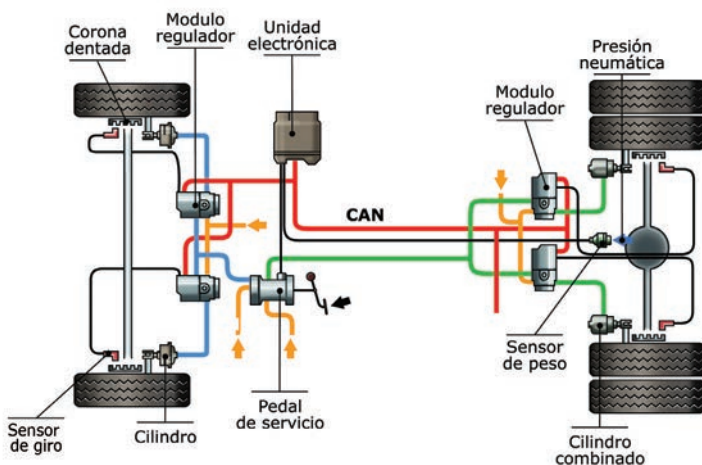 Corona
dentada
Modulo
regulador
Unidad
electrónica
Presión
neumática
Modulo
regulador
CAN
Sensor
de peso
Sensor
de giro
Cilindro
Pedal
de servicio
Cilindro
combinado